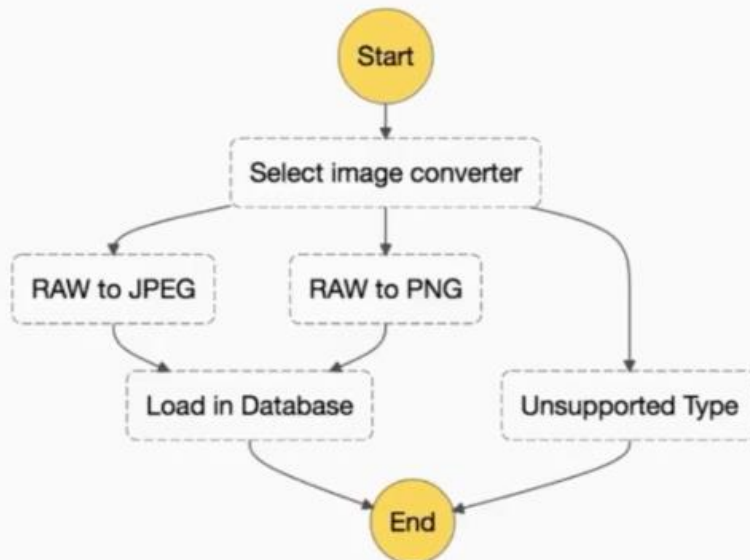 Start
Select image converter
RAW to JPEG
RAW to PNG
Load in Database
Unsupported Type
End